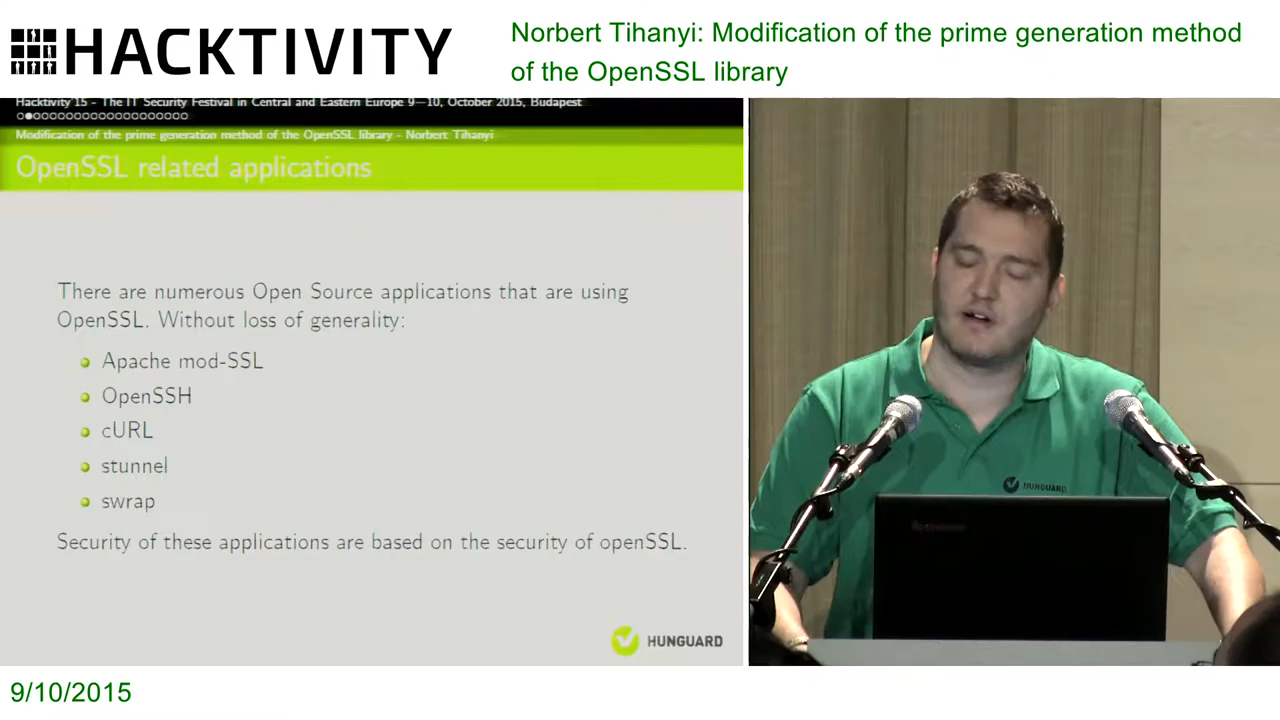 HACKTIVITY
Norbert Tihanyi: Modification of the prime generation method
of the OpenSSL library
Hacktivity'15 - The IT Security Festival in Central and Eastern Europe 9—10, October 2015, Budapest
Modification of the prime generation method of the OpenSSL library - Norbert Tihanyi
OpenSSL related applications
There are numerous Open Source applications that are using
OpenSSL. Without loss of generality:
Apache mod-SSL
OpenSSH
cURL
stunnel
swrap
Security of these applications are based on the security of openSSL.
HUNGUARD
HUNGUARD
9/10/2015